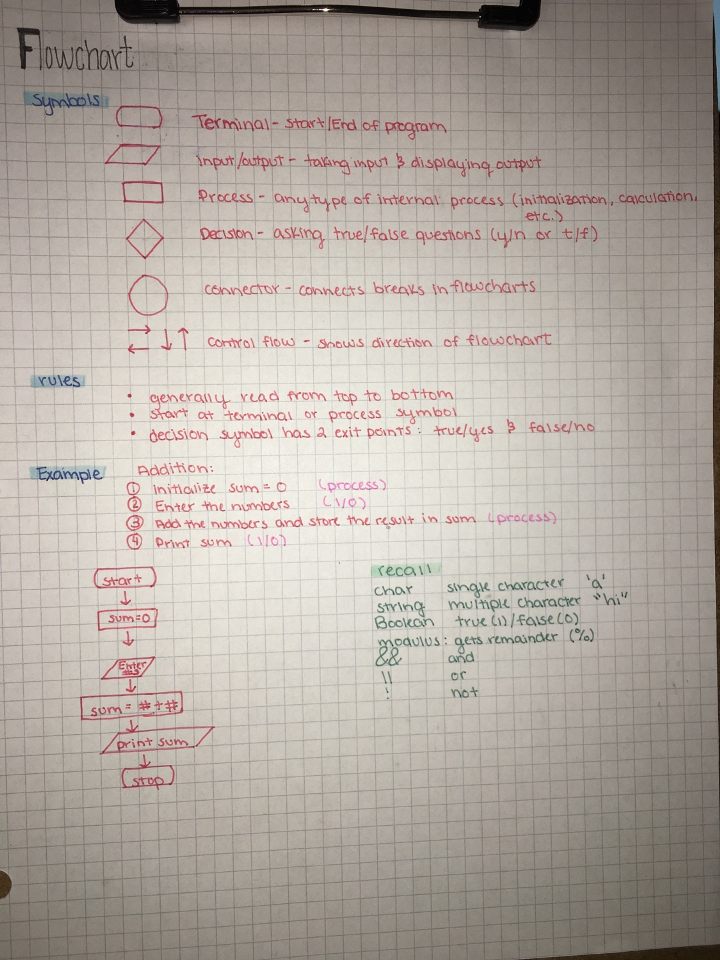 Flowchart
symbols
Terminal - start/End of program
input/output - taking input & displaying output
Process - any type of internal process (initialization, calculation,
etc.)
Decision - asking true/false questions (y/n or t/f)
connector - connects breaks in flowcharts
control flow - shows direction of flowchart
rules
• generally read from top to bottom
• start at terminal or process symbol
• decision symbol has 2 exit points: true/yes & false/no
Example
Addition:
① initialize sum = 0 (process)
② Enter the numbers (I/O)
③ Add the numbers and store the result in sum (process)
④ Print sum (I/O)
start
sum=0
Enter
#s
sum = #+#
print sum
stop
recall
char single character 'a'
string multiple character "hi"
Boolean true(1)/false(0)
modulus: gets remainder (%)
&& and
|| or
! not